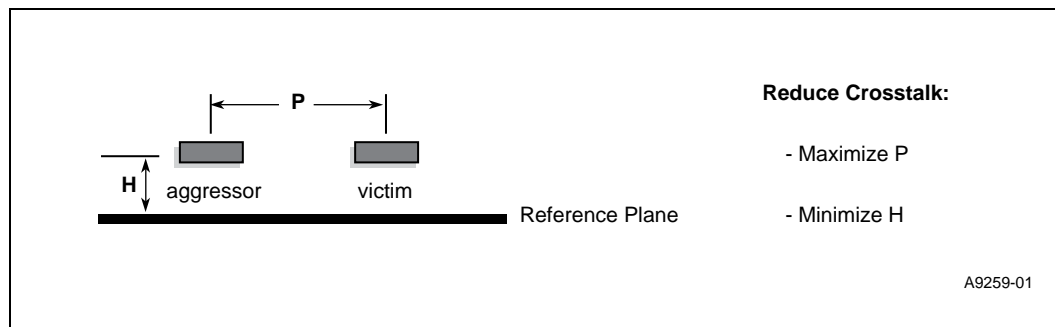 P
Reduce Crosstalk:
- Maximize P
H
aggressor
victim
Reference Plane
- Minimize H
A9259-01